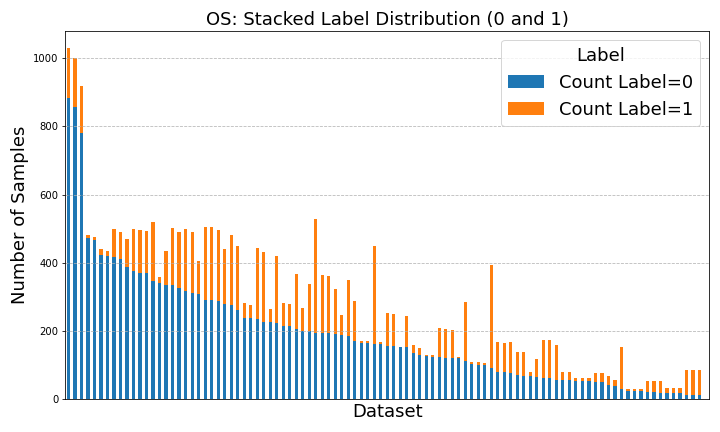 OS: Stacked Label Distribution (0 and 1)
Label
Count Label=0
Count Label=1
1000
800
600
400
200
0
Number of Samples
Dataset